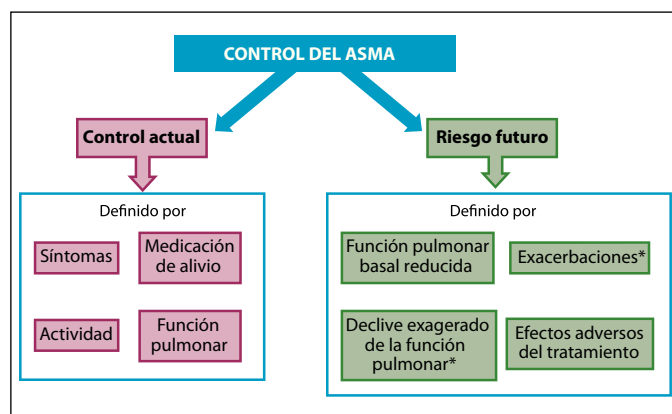 CONTROL DEL ASMA
Control actual
Riesgo futuro
Definido por
Síntomas
Medicación
de alivio
Actividad
Función
pulmonar
Definido por
Función pulmonar
basal reducida
Exacerbaciones*
Declive exagerado
de la función
pulmonar*
Efectos adversos
del tratamiento